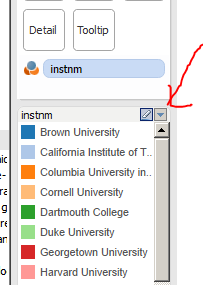 Detail Tooltip
instnm
instnm
Brown University
California Institute of T..
Columbia University in..
Cornell University
Dartmouth College
Duke University
Georgetown University
Harvard University